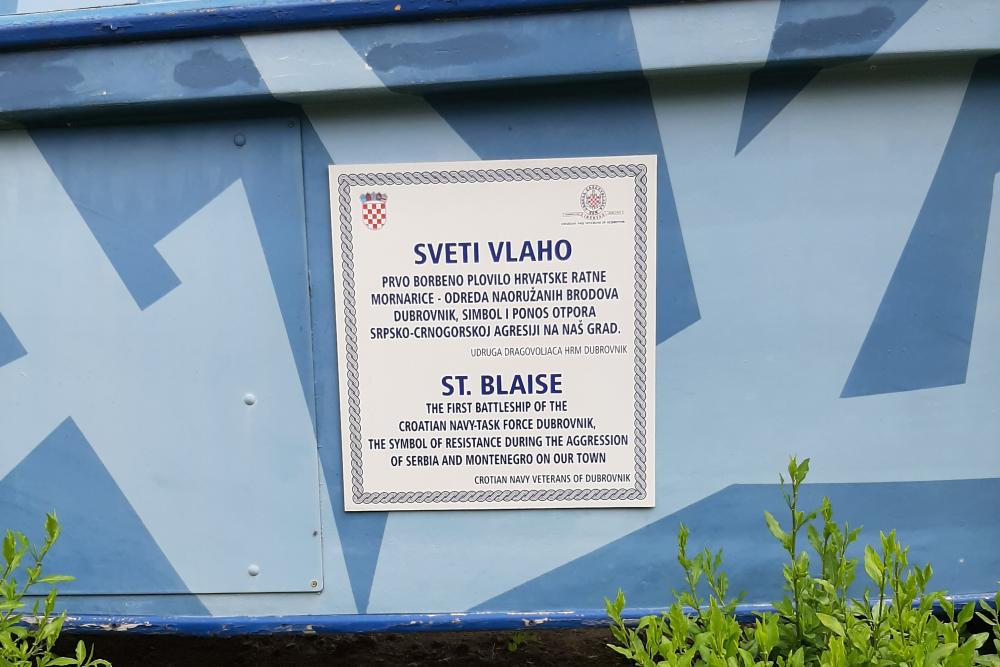 SVETI VLAHO
PRVO BORBENO PLOVILO HRVATSKE RATNE
MORNARICE - ODREDA NAORUŽANIH BRODOVA
DUBROVNIK, SIMBOL I PONOS OTPORA
SRPSKO-CRNOGORSKOJ AGRESIJI NA NAŠ GRAD.
UDRUGA DRAGOVOLJACA HRM DUBROVNIK
ST. BLAISE
THE FIRST BATTLESHIP OF THE
CROATIAN NAVY-TASK FORCE DUBROVNIK,
THE SYMBOL OF RESISTANCE DURING THE AGGRESSION
OF SERBIA AND MONTENEGRO ON OUR TOWN
CROTIAN NAVY VETERANS OF DUBROVNIK